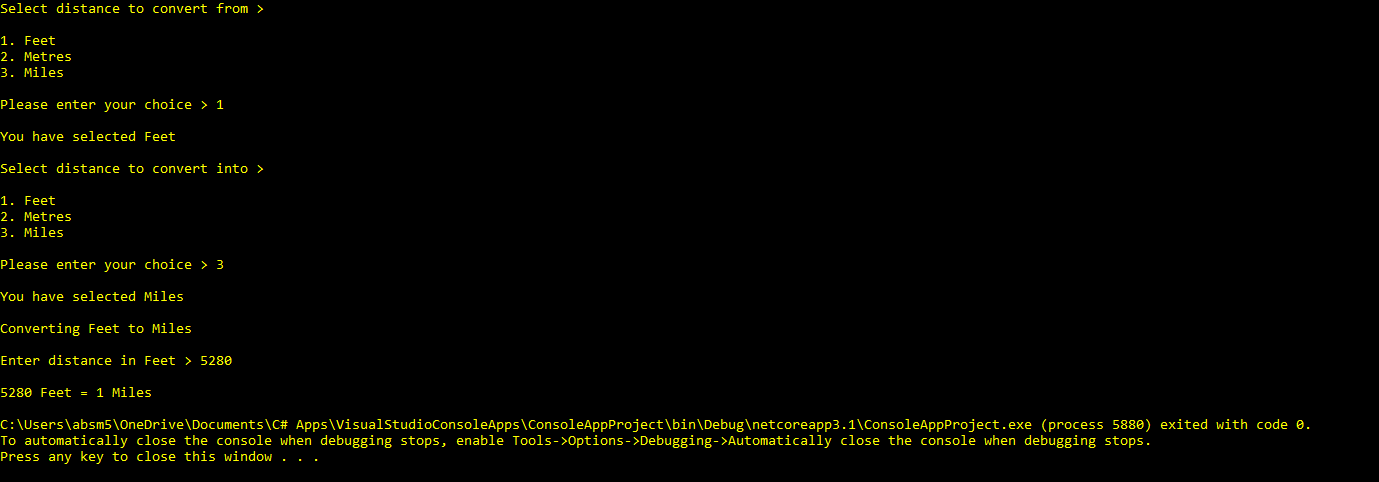 Select distance to convert from >
1. Feet
2. Metres
3. Miles
Please enter your choice > 1
You have selected Feet
Select distance to convert into >
1. Feet
2. Metres
3. Miles
Please enter your choice > 3
You have selected Miles
Converting Feet to Miles
Enter distance in Feet > 5280
5280 Feet = 1 Miles
C:\Users\absm5\OneDrive\Documents\C# Apps\VisualStudioConsoleApps\ConsoleAppProject\bin\Debug\netcoreapp3.1\ConsoleAppProject.exe (process 5880) exited with code 0.
To automatically close the console when debugging stops, enable Tools->Options->Debugging->Automatically close the console when debugging stops.
Press any key to close this window . . .